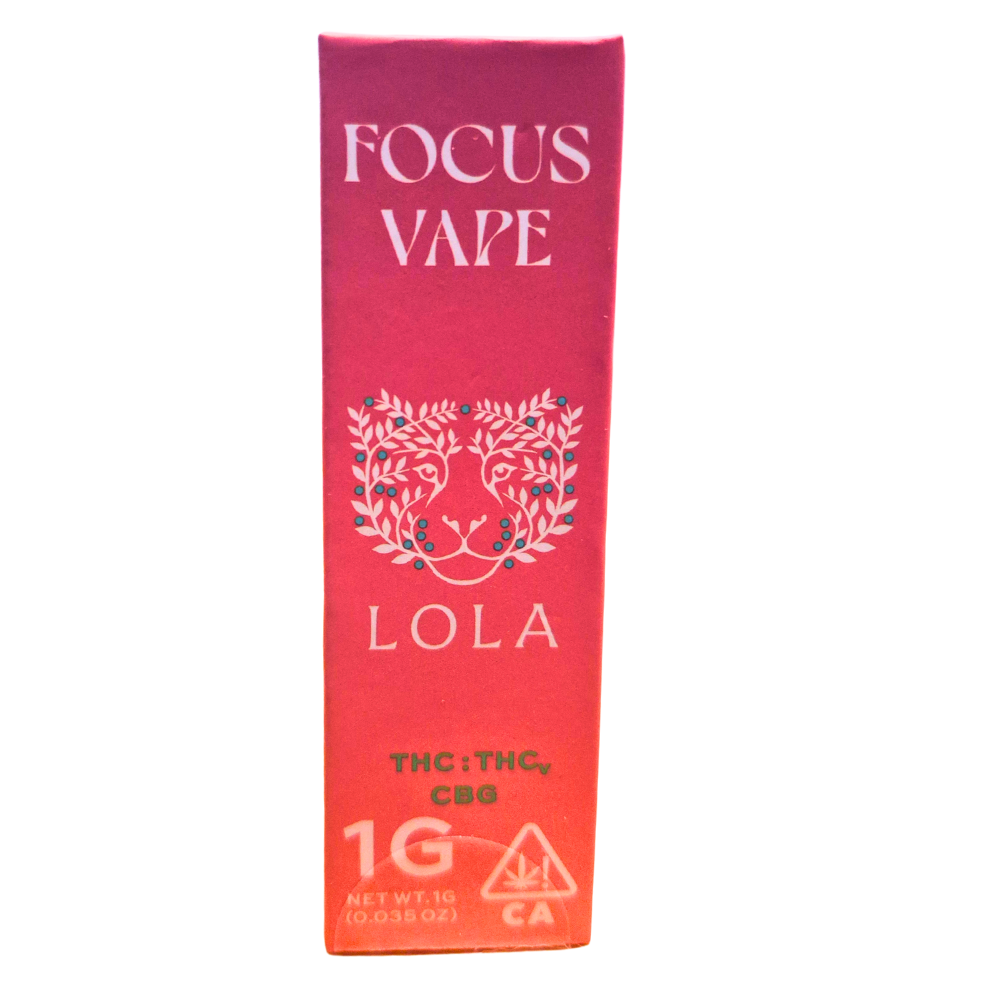 FOCUS
VAPE
LOLA
THC:THCv
CBG
1G
NET WT. 1G
(0.035 OZ)
CA